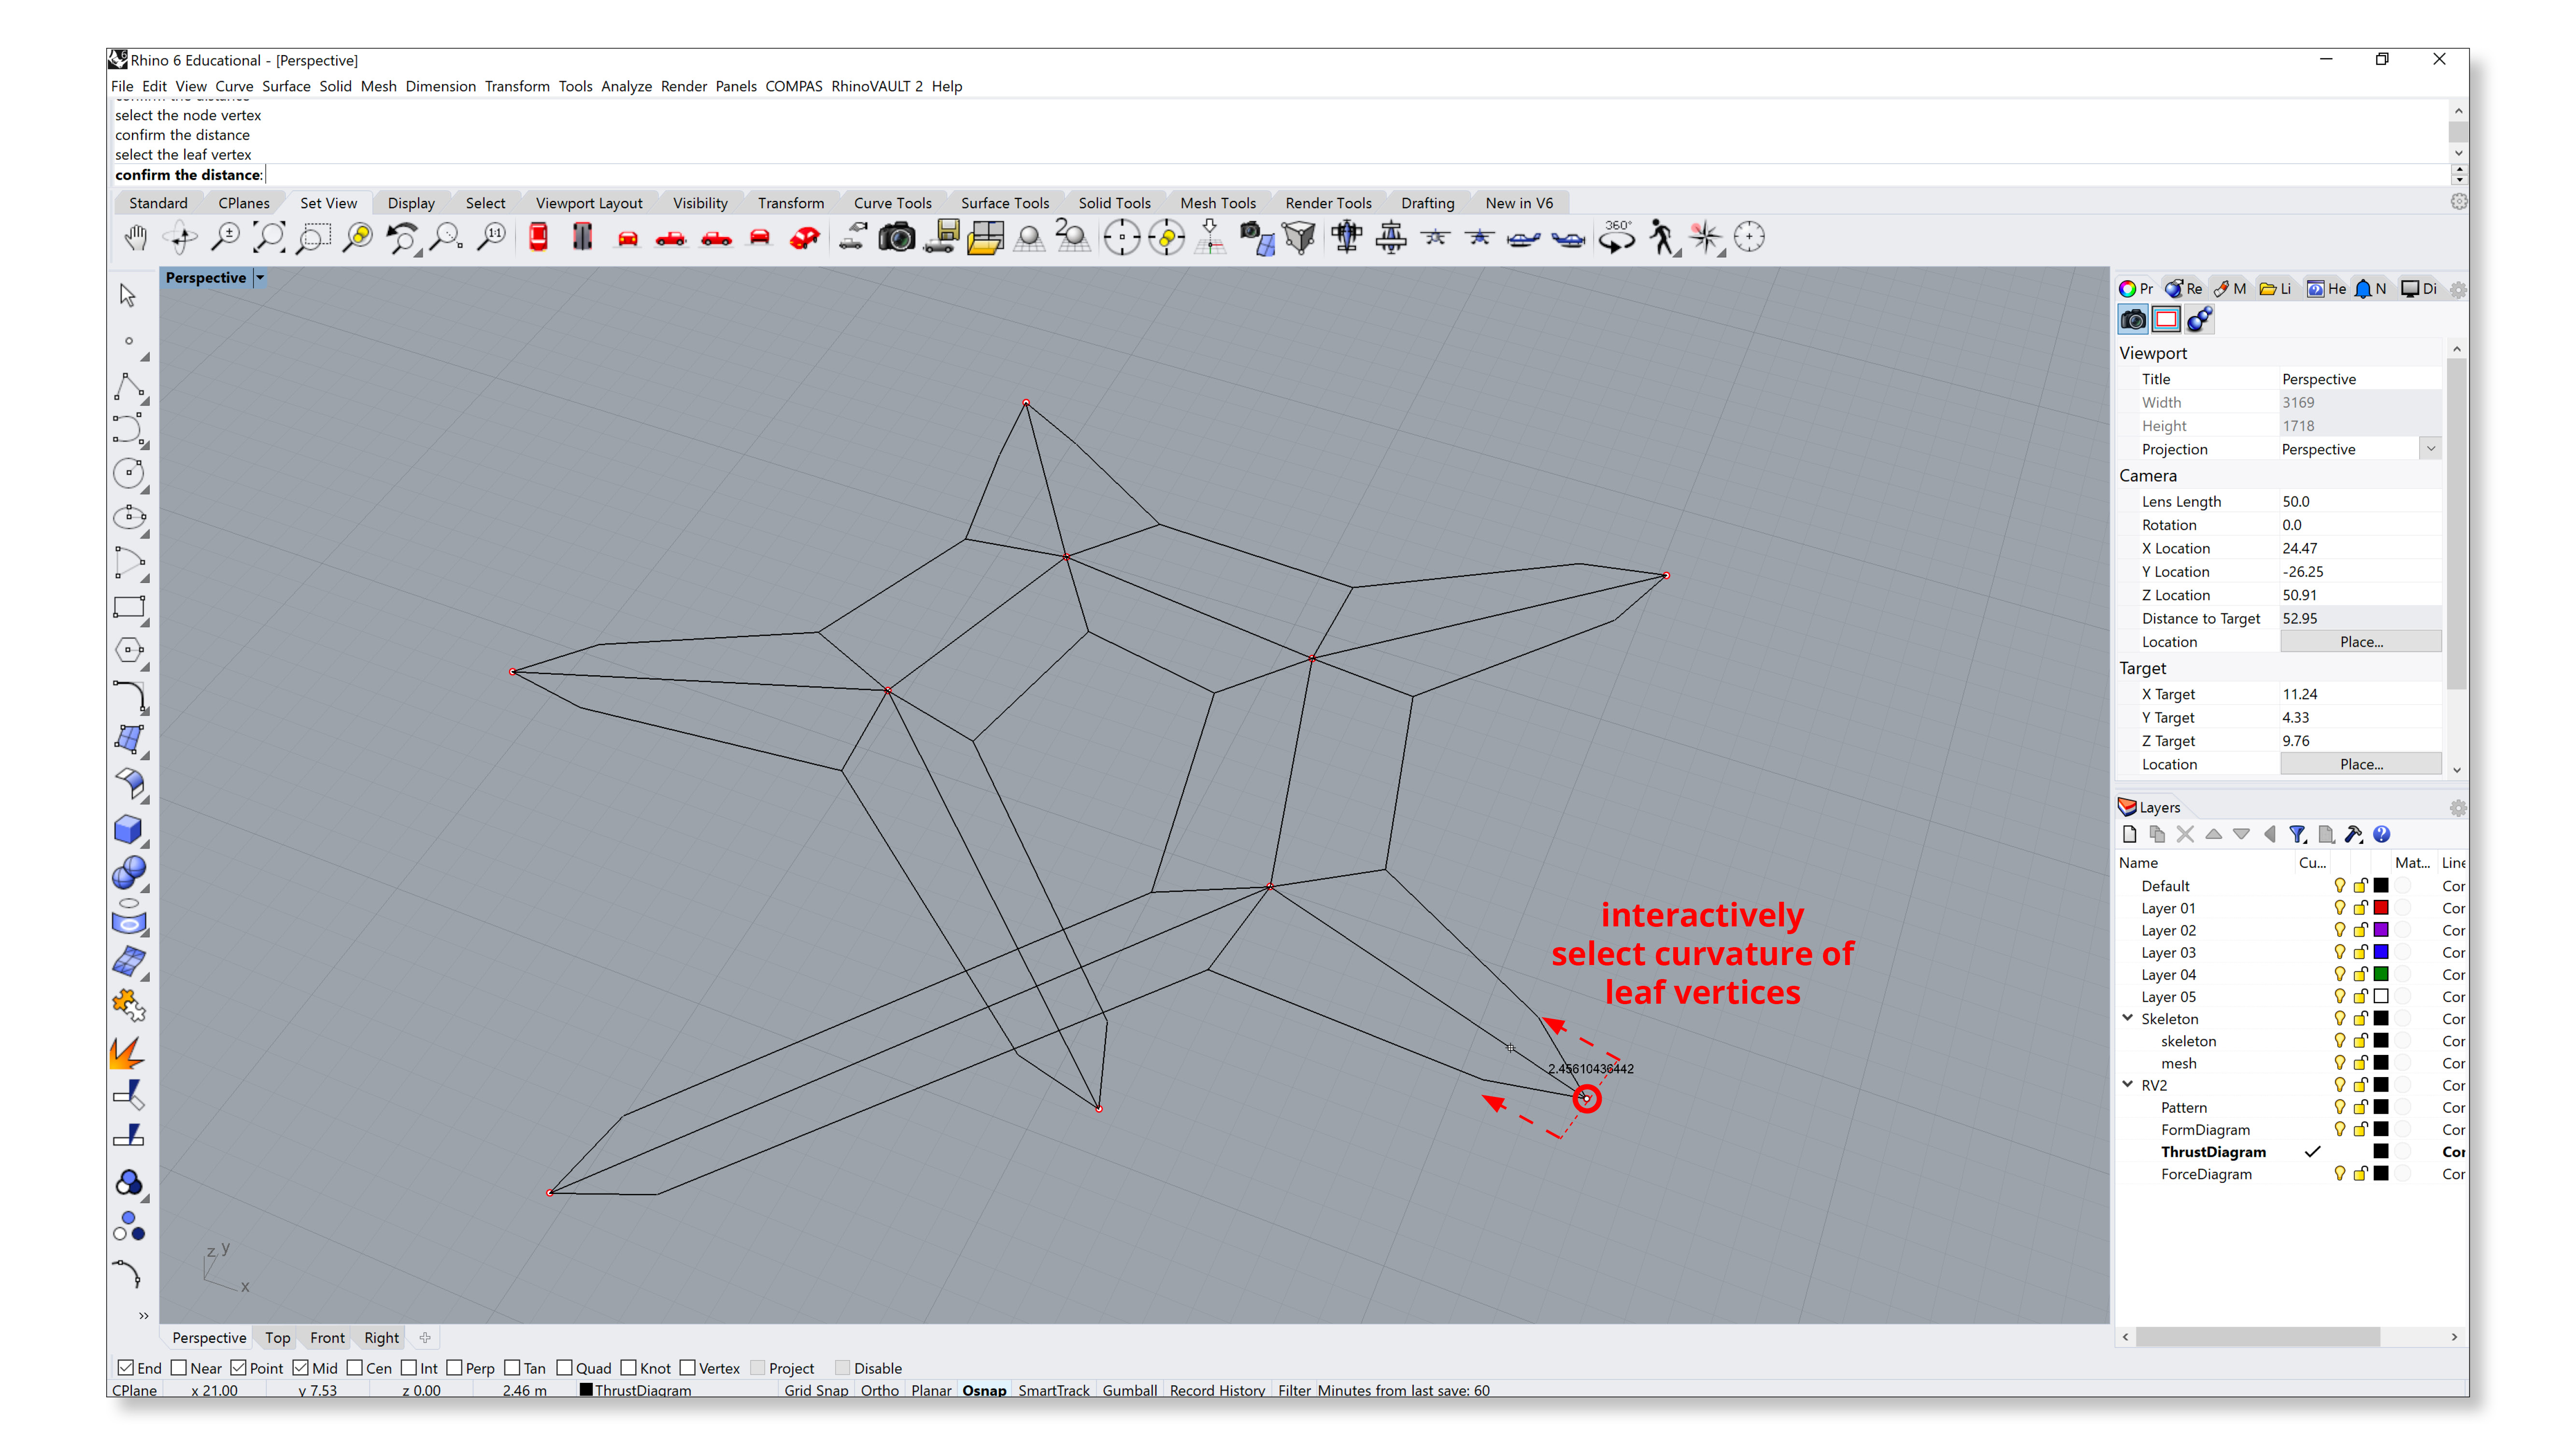 Rhino 6 Educational - [Perspective]
File Edit View Curve Surface Solid Mesh Dimension Transform Tools Analyze Render Panels COMPAS RhinoVAULT 2 Help
confirm the distance
select the node vertex
confirm the distance
select the leaf vertex
confirm the distance:
Standard CPlanes Set View Display Select Viewport Layout Visibility Transform Curve Tools Surface Tools Solid Tools Mesh Tools Render Tools Drafting New in V6
1:1 2 360°
Perspective
Pr Re M Li He N Di
Viewport
Title Perspective
Width 3169
Height 1718
Projection Perspective
Camera
Lens Length 50.0
Rotation 0.0
X Location 24.47
Y Location -26.25
Z Location 50.91
Distance to Target 52.95
Location Place...
Target
X Target 11.24
Y Target 4.33
Z Target 9.76
Location Place...
Layers
Name Cu... Mat... Line
Default Cor
Layer 01 Cor
Layer 02 Cor
Layer 03 Cor
Layer 04 Cor
Layer 05 Cor
Skeleton Cor
skeleton Cor
mesh Cor
RV2 Cor
Pattern Cor
FormDiagram Cor
ThrustDiagram Cor
ForceDiagram Cor
interactively
select curvature of
leaf vertices
2.45610436442
z y
x
Perspective Top Front Right
End Near Point Mid Cen Int Perp Tan Quad Knot Vertex Project Disable
CPlane x 21.00 y 7.53 z 0.00 2.46 m ThrustDiagram Grid Snap Ortho Planar Osnap SmartTrack Gumball Record History Filter Minutes from last save: 60